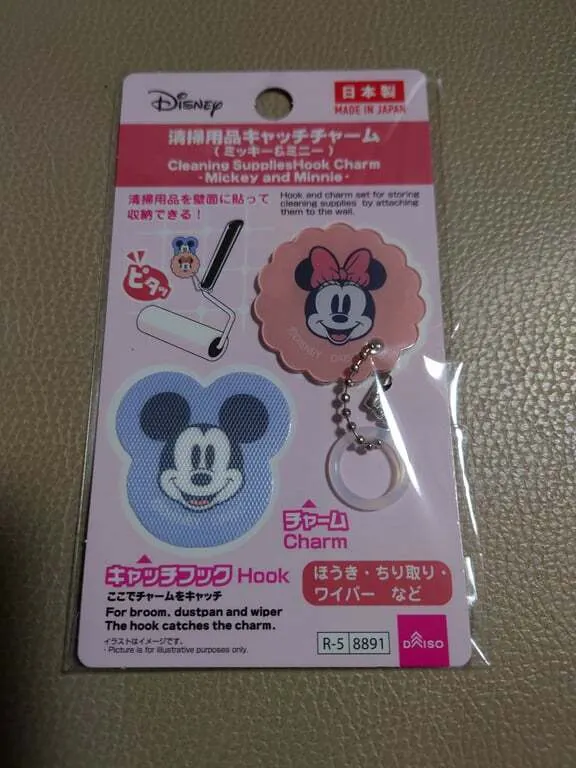 Disney
日本製
MADE IN JAPAN
清掃用品キャッチチャーム
(ミッキー&ミニー)
Cleaning SuppliesHook Charm
-Mickey and Minnie-
清掃用品を壁面に貼って
収納できる!
Hook and charm set for storing
cleaning supplies by attaching
them to the wall.
ピタッ
©DISNEY DAISO
チャーム
Charm
キャッチフック Hook
ここでチャームをキャッチ
For broom, dustpan and wiper
The hook catches the charm.
ほうき・ちり取り・
ワイパー など
イラストはイメージです。
・Picture is for illustrative purposes only.
R-5 8891
DAISO